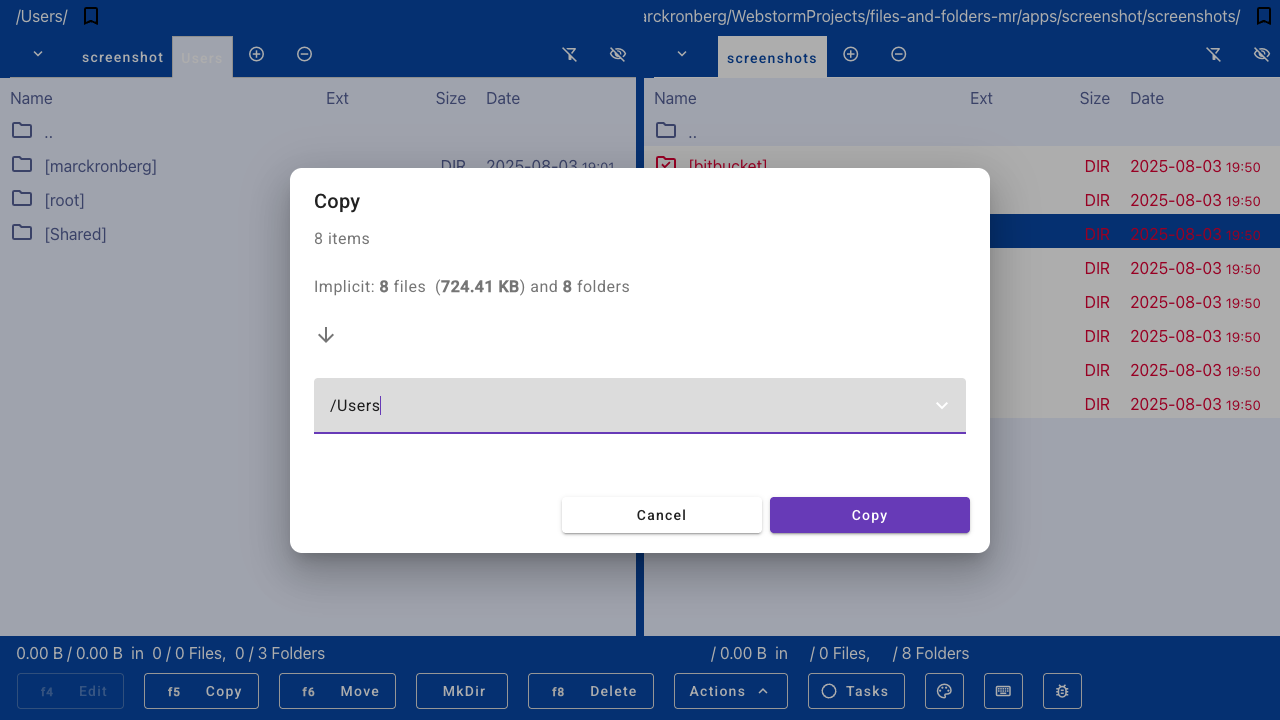 /Users/
arckronberg/WebstormProjects/files-and-folders-mr/apps/screenshot/screenshots/
screenshot Users
screenshots
Name Ext Size Date
Name Ext Size Date
..
..
[marckronberg] DIR 2025-08-03 19:01
[bitbucket] DIR 2025-08-03 19:50
[root]
DIR 2025-08-03 19:50
[Shared]
DIR 2025-08-03 19:50
DIR 2025-08-03 19:50
DIR 2025-08-03 19:50
DIR 2025-08-03 19:50
DIR 2025-08-03 19:50
DIR 2025-08-03 19:50
Copy
8 items
Implicit: 8 files (724.41 KB) and 8 folders
/Users
Cancel Copy
0.00 B / 0.00 B in 0 / 0 Files, 0 / 3 Folders
/ 0.00 B in / 0 Files, / 8 Folders
f4 Edit f5 Copy f6 Move MkDir f8 Delete Actions Tasks